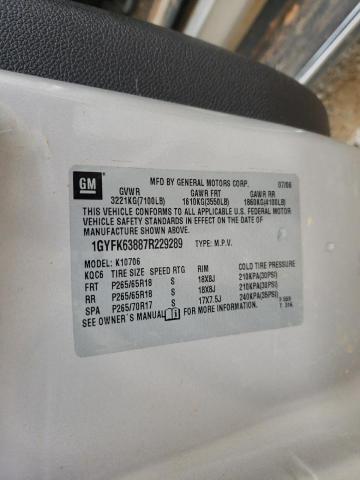 GM
MFD BY GENERAL MOTORS CORP. 07/06
GVWR GAWR FRT GAWR RR
3221KG(7100LB) 1610KG(3550LB) 1860KG(4100LB)
THIS VEHICLE CONFORMS TO ALL APPLICABLE U.S. FEDERAL MOTOR
VEHICLE SAFETY STANDARDS IN EFFECT ON THE DATE OF
MANUFACTURE SHOWN ABOVE.
1GYFK63887R229289 TYPE: M.P.V.
MODEL: K10706
KQC6 TIRE SIZE SPEED RTG RIM COLD TIRE PRESSURE
FRT P265/65R18 S 18X8J 210KPA(30PSI)
RR P265/65R18 S 18X8J 210KPA(30PSI)
SPA P265/70R17 S 17X7.5J 240KPA(35PSI)
SEE OWNER'S MANUAL FOR MORE INFORMATION.